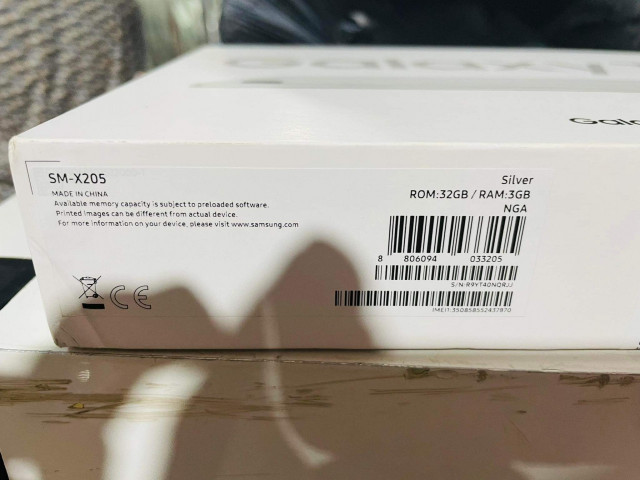 Galaxy
SM-X205
MADE IN CHINA
Available memory capacity is subject to preloaded software.
Printed images can be different from actual device.
For more information on your device, please visit www.samsung.com
Silver
ROM:32GB / RAM:3GB
NGA
8 806094 033205
S/N:R9YT40NQRJJ
CE